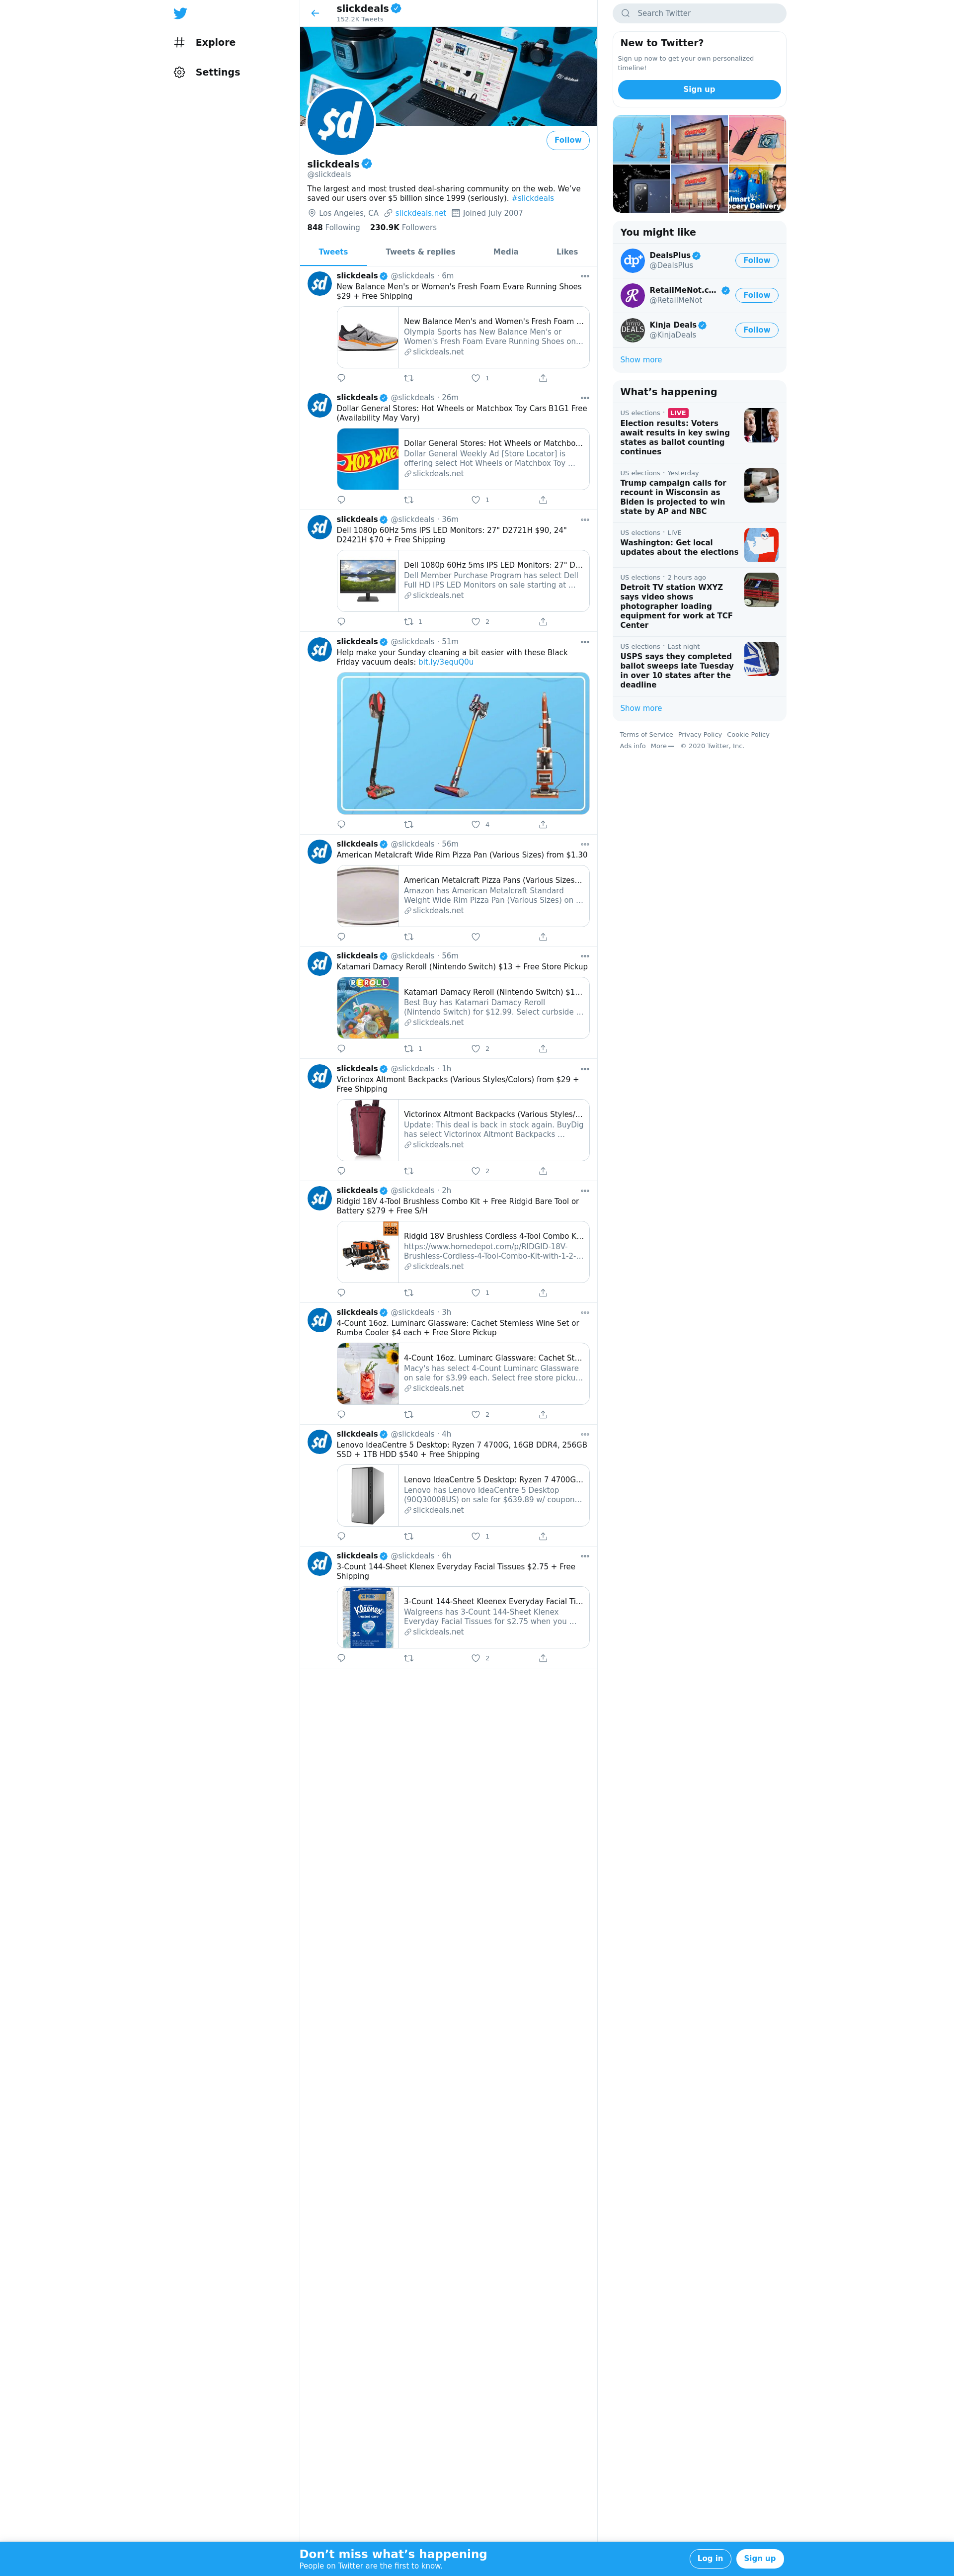 Explore
Settings
slickdeals
152.2K Tweets
$d
Follow
slickdeals
@slickdeals
The largest and most trusted deal-sharing community on the web. We've
saved our users over $5 billion since 1999 (seriously). #slickdeals
Los Angeles, CA slickdeals.net Joined July 2007
848 Following 230.9K Followers
Tweets Tweets & replies Media Likes
slickdeals @slickdeals · 6m
New Balance Men's or Women's Fresh Foam Evare Running Shoes
$29 + Free Shipping
New Balance Men's and Women's Fresh Foam ...
Olympia Sports has New Balance Men's or
Women's Fresh Foam Evare Running Shoes on...
slickdeals.net
1
slickdeals @slickdeals · 26m
Dollar General Stores: Hot Wheels or Matchbox Toy Cars B1G1 Free
(Availability May Vary)
Dollar General Stores: Hot Wheels or Matchbo...
Dollar General Weekly Ad [Store Locator] is
offering select Hot Wheels or Matchbox Toy ...
slickdeals.net
1
slickdeals @slickdeals · 36m
Dell 1080p 60Hz 5ms IPS LED Monitors: 27" D2721H $90, 24"
D2421H $70 + Free Shipping
Dell 1080p 60Hz 5ms IPS LED Monitors: 27" D...
Dell Member Purchase Program has select Dell
Full HD IPS LED Monitors on sale starting at ...
slickdeals.net
1 2
slickdeals @slickdeals · 51m
Help make your Sunday cleaning a bit easier with these Black
Friday vacuum deals: bit.ly/3equQ0u
4
slickdeals @slickdeals · 56m
American Metalcraft Wide Rim Pizza Pan (Various Sizes) from $1.30
American Metalcraft Pizza Pans (Various Sizes...
Amazon has American Metalcraft Standard
Weight Wide Rim Pizza Pan (Various Sizes) on ...
slickdeals.net
slickdeals @slickdeals · 56m
Katamari Damacy Reroll (Nintendo Switch) $13 + Free Store Pickup
REROLL
Katamari Damacy Reroll (Nintendo Switch) $1...
Best Buy has Katamari Damacy Reroll
(Nintendo Switch) for $12.99. Select curbside ...
slickdeals.net
1 2
slickdeals @slickdeals · 1h
Victorinox Altmont Backpacks (Various Styles/Colors) from $29 +
Free Shipping
Victorinox Altmont Backpacks (Various Styles/...
Update: This deal is back in stock again. BuyDig
has select Victorinox Altmont Backpacks ...
slickdeals.net
2
slickdeals @slickdeals · 2h
Ridgid 18V 4-Tool Brushless Combo Kit + Free Ridgid Bare Tool or
Battery $279 + Free S/H
Ridgid 18V Brushless Cordless 4-Tool Combo K...
https://www.homedepot.com/p/RIDGID-18V-
Brushless-Cordless-4-Tool-Combo-Kit-with-1-2-...
slickdeals.net
1
slickdeals @slickdeals · 3h
4-Count 16oz. Luminarc Glassware: Cachet Stemless Wine Set or
Rumba Cooler $4 each + Free Store Pickup
4-Count 16oz. Luminarc Glassware: Cachet St...
Macy's has select 4-Count Luminarc Glassware
on sale for $3.99 each. Select free store picku...
slickdeals.net
2
slickdeals @slickdeals · 4h
Lenovo IdeaCentre 5 Desktop: Ryzen 7 4700G, 16GB DDR4, 256GB
SSD + 1TB HDD $540 + Free Shipping
Lenovo IdeaCentre 5 Desktop: Ryzen 7 4700G...
Lenovo has Lenovo IdeaCentre 5 Desktop
(90Q30008US) on sale for $639.89 w/ coupon...
slickdeals.net
1
slickdeals @slickdeals · 6h
3-Count 144-Sheet Klenex Everyday Facial Tissues $2.75 + Free
Shipping
Kleenex
3-Count 144-Sheet Kleenex Everyday Facial Ti...
Walgreens has 3-Count 144-Sheet Klenex
Everyday Facial Tissues for $2.75 when you ...
slickdeals.net
2
Search Twitter
New to Twitter?
Sign up now to get your own personalized
timeline!
Sign up
You might like
DealsPlus
@DealsPlus
Follow
RetailMeNot.c...
@RetailMeNot
Follow
Kinja Deals
@KinjaDeals
Follow
Show more
What's happening
US elections · LIVE
Election results: Voters
await results in key swing
states as ballot counting
continues
US elections · Yesterday
Trump campaign calls for
recount in Wisconsin as
Biden is projected to win
state by AP and NBC
US elections · LIVE
Washington: Get local
updates about the elections
US elections · 2 hours ago
Detroit TV station WXYZ
says video shows
photographer loading
equipment for work at TCF
Center
US elections · Last night
USPS says they completed
ballot sweeps late Tuesday
in over 10 states after the
deadline
Show more
Terms of Service Privacy Policy Cookie Policy
Ads info More © 2020 Twitter, Inc.
Don't miss what's happening
People on Twitter are the first to know.
Log in
Sign up